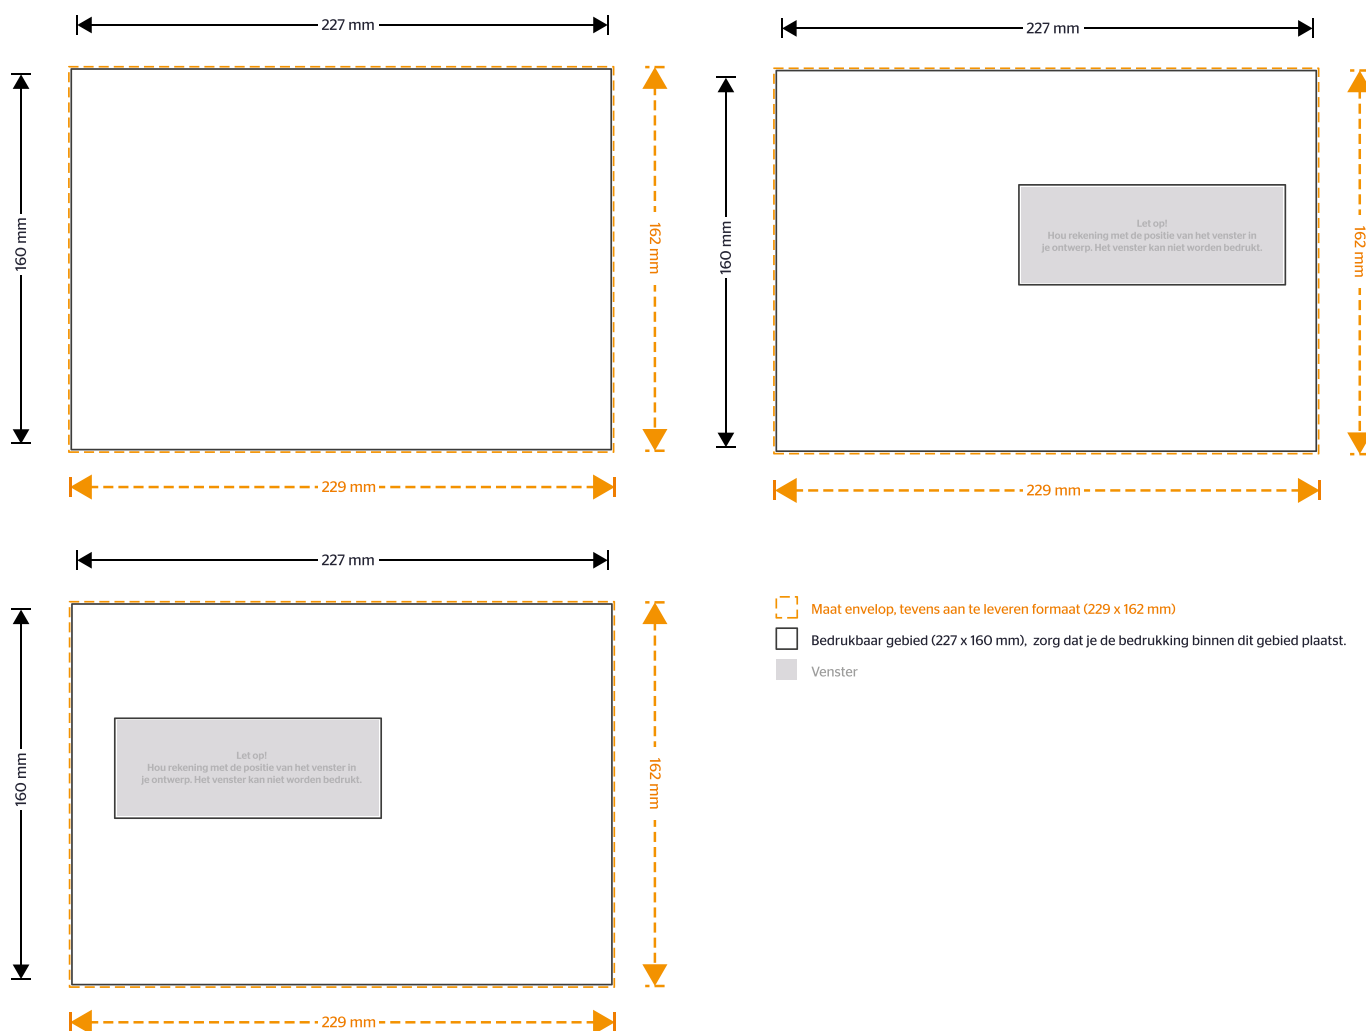 227 mm
160 mm
162 mm
229 mm
227 mm
160 mm
Let op!
Hou rekening met de positie van het venster in
je ontwerp. Het venster kan niet worden bedrukt.
162 mm
229 mm
227 mm
160 mm
Let op!
Hou rekening met de positie van het venster in
je ontwerp. Het venster kan niet worden bedrukt.
162 mm
229 mm
Maat envelop, tevens aan te leveren formaat (229 x 162 mm)
Bedrukbaar gebied (227 x 160 mm), zorg dat je de bedrukking binnen dit gebied plaatst.
Venster